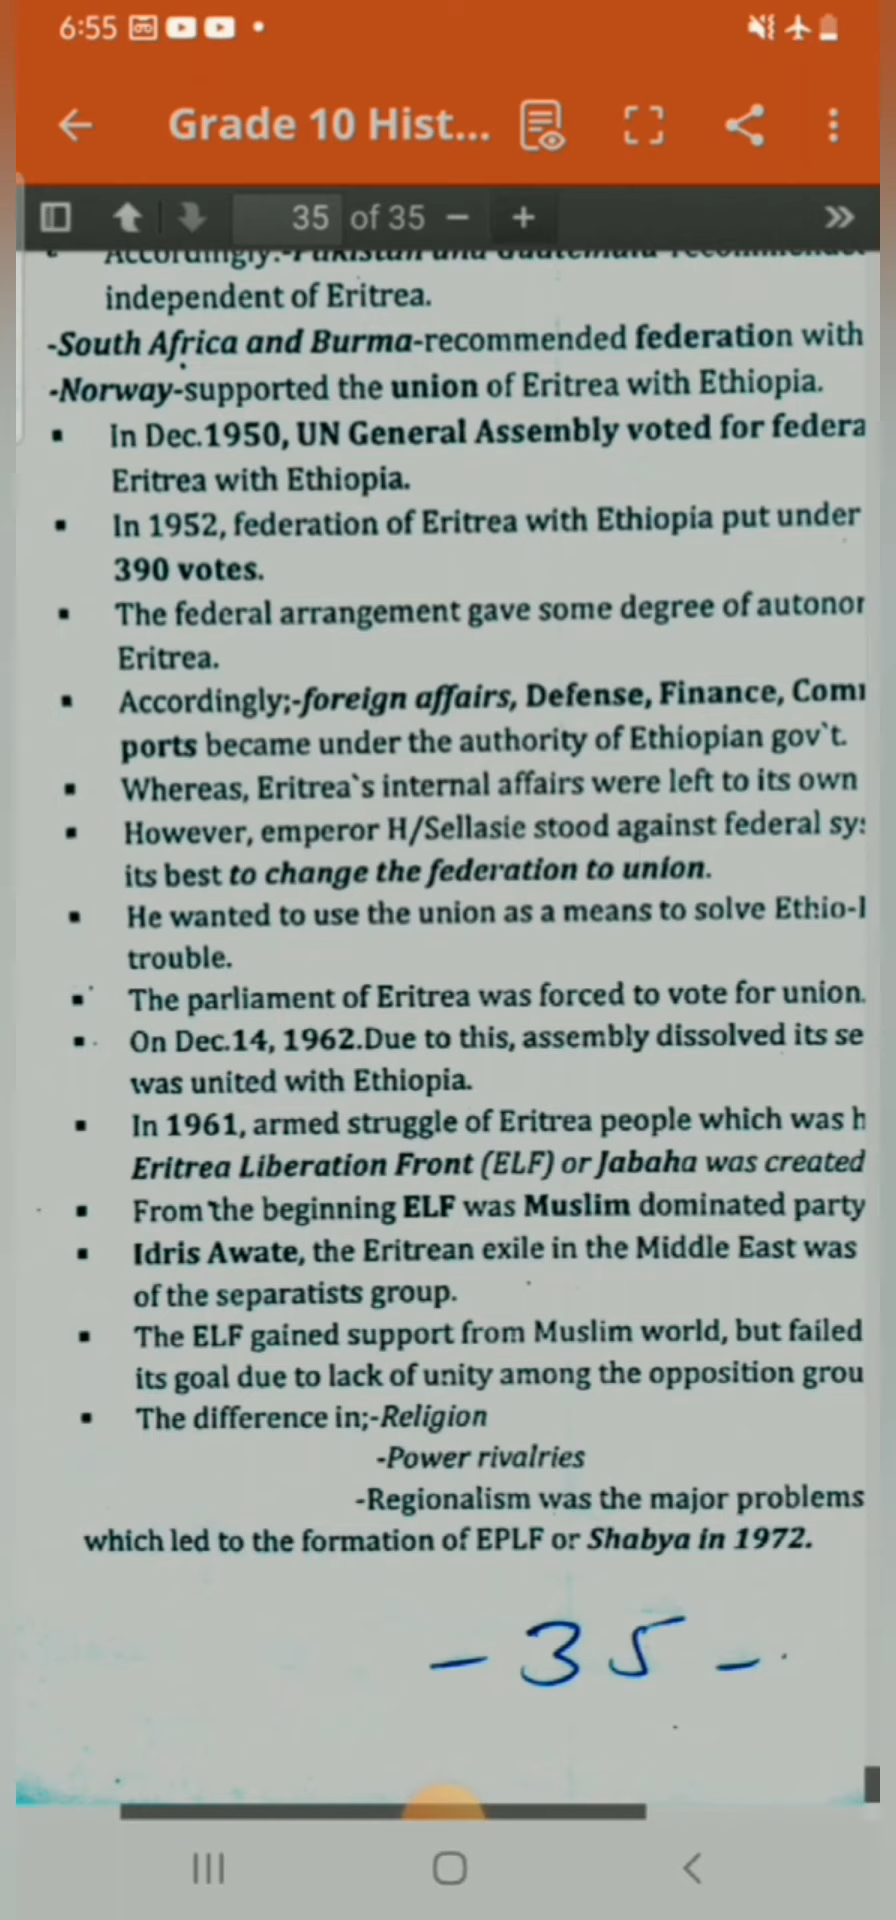 6:55
Grade 10 Hist...
35 of 35
independent of Eritrea.
-South Africa and Burma-recommended federation with
-Norway-supported the union of Eritrea with Ethiopia.
▪ In Dec.1950, UN General Assembly voted for federa
Eritrea with Ethiopia.
▪ In 1952, federation of Eritrea with Ethiopia put under
390 votes.
▪ The federal arrangement gave some degree of autonor
Eritrea.
▪ Accordingly;-foreign affairs, Defense, Finance, Com
ports became under the authority of Ethiopian gov`t.
▪ Whereas, Eritrea`s internal affairs were left to its own
▪ However, emperor H/Sellasie stood against federal sy
its best to change the federation to union.
▪ He wanted to use the union as a means to solve Ethio-
trouble.
▪ The parliament of Eritrea was forced to vote for union.
▪ On Dec.14, 1962.Due to this, assembly dissolved its se
was united with Ethiopia.
▪ In 1961, armed struggle of Eritrea people which was h
Eritrea Liberation Front (ELF) or Jabaha was created
▪ From the beginning ELF was Muslim dominated party
▪ Idris Awate, the Eritrean exile in the Middle East was
of the separatists group.
▪ The ELF gained support from Muslim world, but failed
its goal due to lack of unity among the opposition grou
▪ The difference in;-Religion
-Power rivalries
-Regionalism was the major problems
which led to the formation of EPLF or Shabya in 1972.
- 35 -